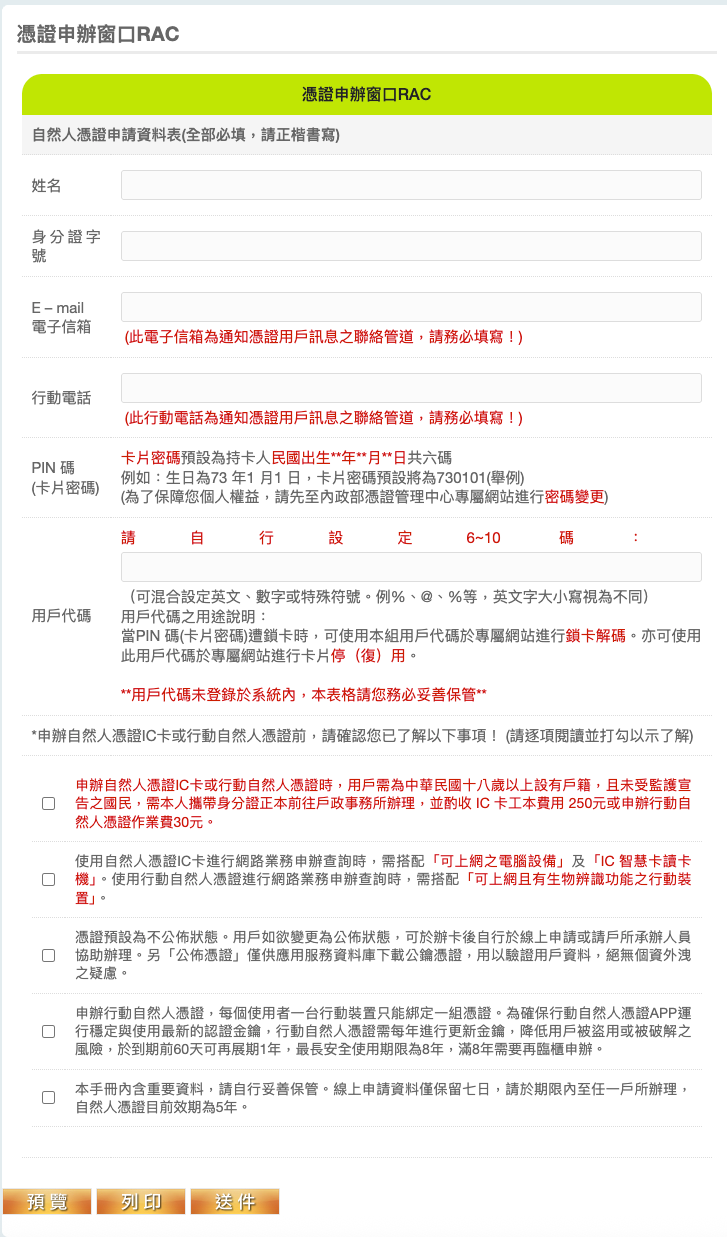 憑證申辦窗口RAC
憑證申辦窗口RAC
自然人憑證申請資料表(全部必填，請正楷書寫)
姓名
身 分 證 字
號
E – mail
電子信箱
(此電子信箱為通知憑證用戶訊息之聯絡管道，請務必填寫！)
行動電話
(此行動電話為通知憑證用戶訊息之聯絡管道，請務必填寫！)
PIN 碼
(卡片密碼)
卡片密碼預設為持卡人民國出生**年**月**日共六碼
例如：生日為73 年1 月1 日，卡片密碼預設將為730101(舉例)
(為了保障您個人權益，請先至內政部憑證管理中心專屬網站進行密碼變更)
用戶代碼
請 自 行 設 定 6~10 碼 ：
（可混合設定英文、數字或特殊符號。例%、@、%等，英文字大小寫視為不同）
用戶代碼之用途說明：
當PIN 碼(卡片密碼)遭鎖卡時，可使用本組用戶代碼於專屬網站進行鎖卡解碼。亦可使用
此用戶代碼於專屬網站進行卡片停（復）用。
**用戶代碼未登錄於系統內，本表格請您務必妥善保管**
*申辦自然人憑證IC卡或行動自然人憑證前，請確認您已了解以下事項！ (請逐項閱讀並打勾以示了解)
申辦自然人憑證IC卡或行動自然人憑證時，用戶需為中華民國十八歲以上設有戶籍，且未受監護宣
告之國民，需本人攜帶身分證正本前往戶政事務所辦理，並酌收 IC 卡工本費用 250元或申辦行動自
然人憑證作業費30元。
使用自然人憑證IC卡進行網路業務申辦查詢時，需搭配「可上網之電腦設備」及「IC 智慧卡讀卡
機」。使用行動自然人憑證進行網路業務申辦查詢時，需搭配「可上網且有生物辨識功能之行動裝
置」。
憑證預設為不公佈狀態。用戶如欲變更為公佈狀態，可於辦卡後自行於線上申請或請戶所承辦人員
協助辦理。另「公佈憑證」僅供應用服務資料庫下載公鑰憑證，用以驗證用戶資料，絕無個資外洩
之疑慮。
申辦行動自然人憑證，每個使用者一台行動裝置只能綁定一組憑證。為確保行動自然人憑證APP運
行穩定與使用最新的認證金鑰，行動自然人憑證需每年進行更新金鑰，降低用戶被盜用或被破解之
風險，於到期前60天可再展期1年，最長安全使用期限為8年，滿8年需要再臨櫃申辦。
本手冊內含重要資料，請自行妥善保管。線上申請資料僅保留七日，請於期限內至任一戶所辦理，
自然人憑證目前效期為5年。
預 覽 列 印 送 件